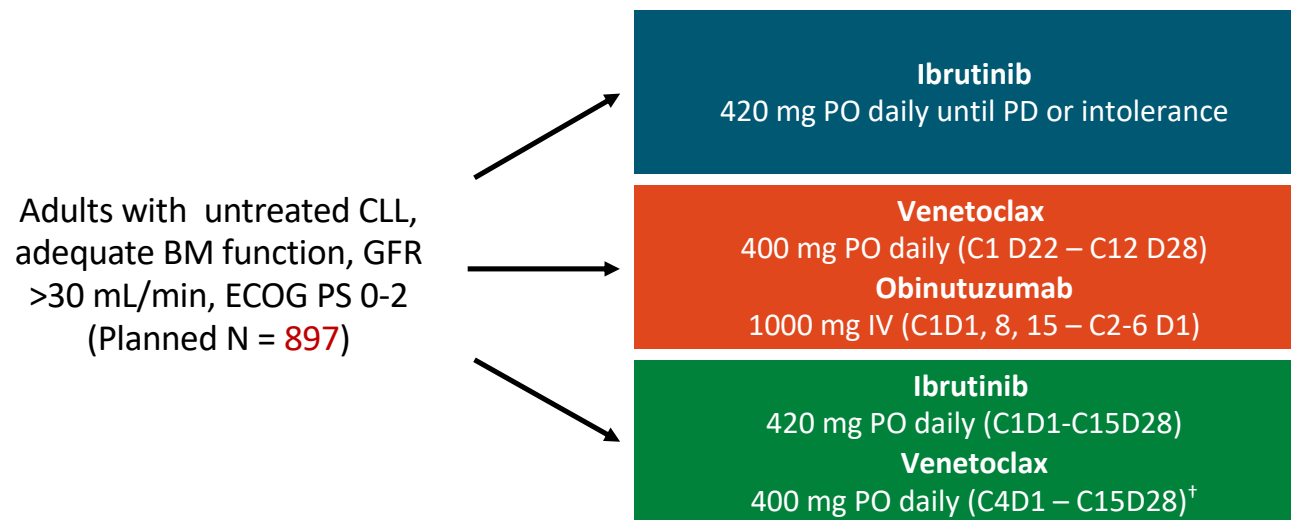 Adults with  untreated CLL,
adequate BM function, GFR
>30 mL/min, ECOG PS 0-2
(Planned N = 897)
Ibrutinib
420 mg PO daily until PD or intolerance
Venetoclax
400 mg PO daily (C1 D22 – C12 D28)
Obinutuzumab
1000 mg IV (C1D1, 8, 15 – C2-6 D1)
Ibrutinib
420 mg PO daily (C1D1-C15D28)
Venetoclax
400 mg PO daily (C4D1 – C15D28)†